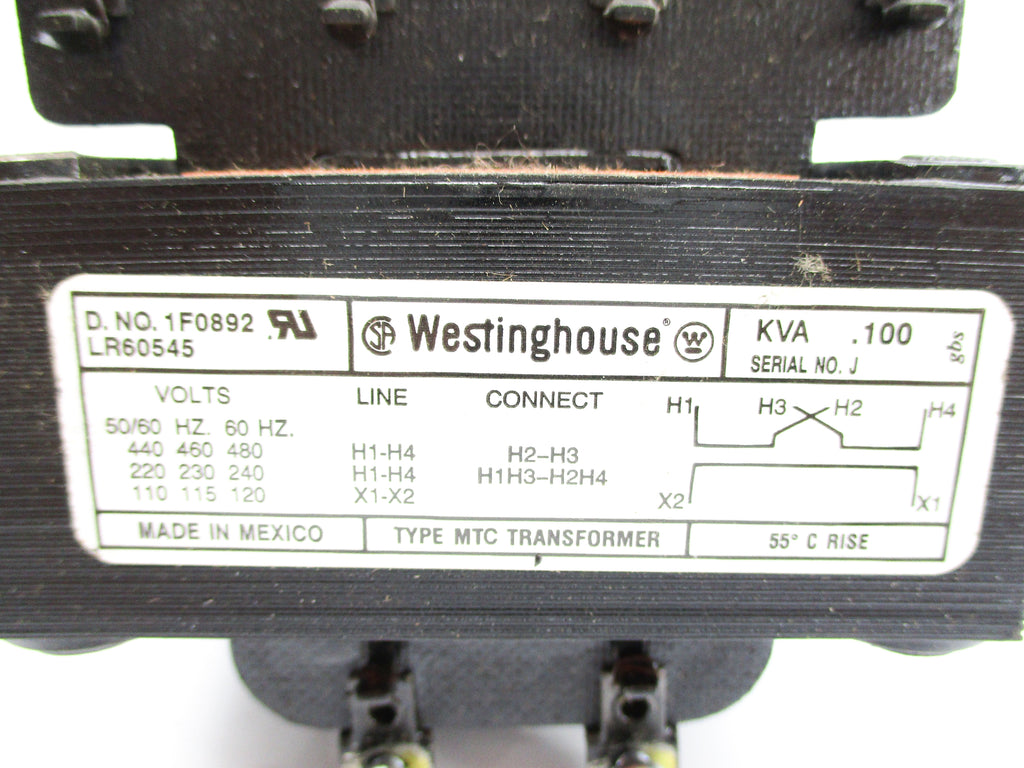 D. NO. 1F0892
LR60545
SA Westinghouse® W
KVA .100
SERIAL NO. J
gbs
VOLTS LINE CONNECT
50/60 HZ. 60 HZ.
440 460 480 H1-H4 H2-H3
220 230 240 H1-H4 H1H3-H2H4
110 115 120 X1-X2
H1 H3 H2 H4
X2 X1
MADE IN MEXICO
TYPE MTC TRANSFORMER
55° C RISE